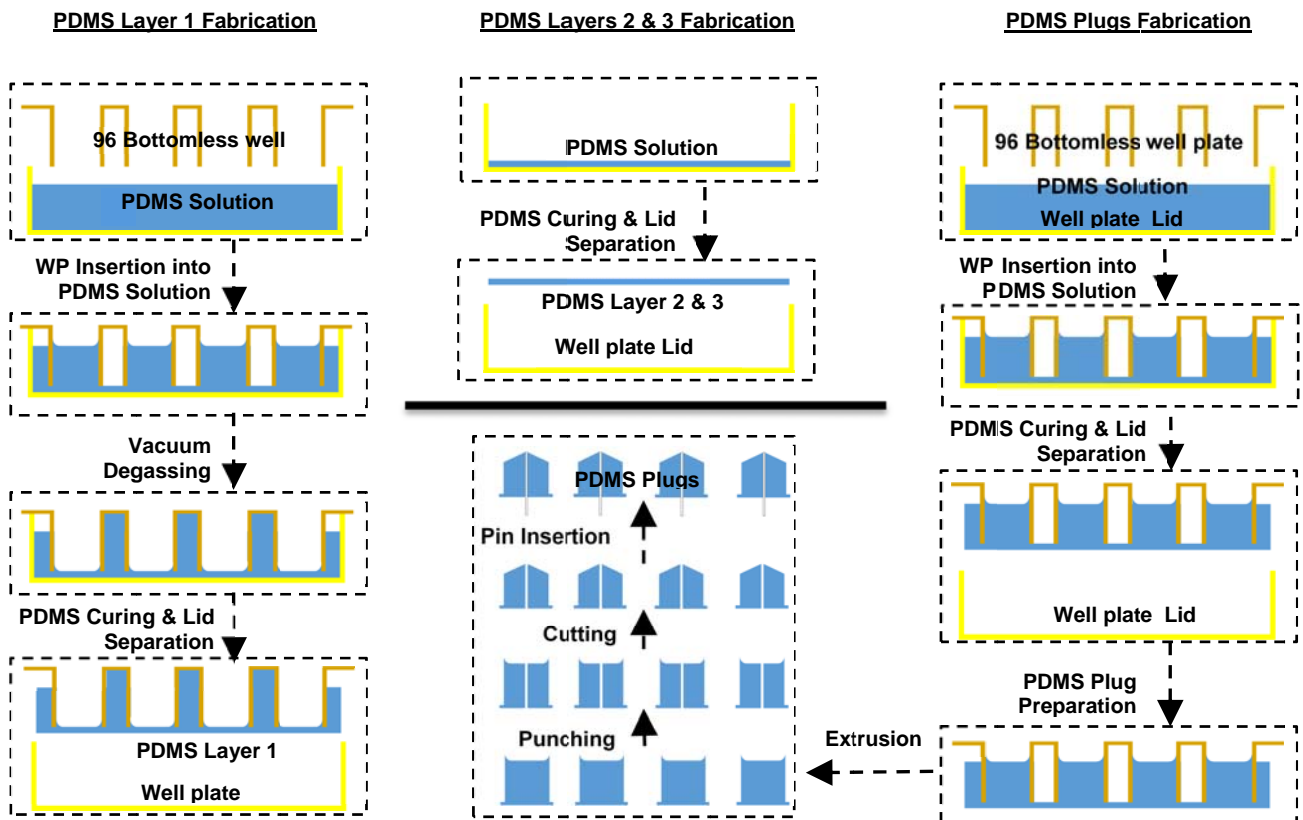 PDMS Layer 1 Fabrication
96 Bottomless well
PDMS Solution
WP Insertion into
PDMS Solution
Vacuum
Degassing
PDMS Curing & Lid
Separation
PDMS Layer 1
Well plate
PDMS Layers 2 & 3 Fabrication
PDMS Solution
PDMS Curing & Lid
Separation
PDMS Layer 2 & 3
Well plate Lid
PDMS Plugs Fabrication
96 Bottomless well plate
PDMS Solution
Well plate Lid
WP Insertion into
PDMS Solution
PDMS Curing & Lid
Separation
Well plate Lid
PDMS Plug
Preparation
Extrusion
Punching
Cutting
Pin Insertion
PDMS Plugs